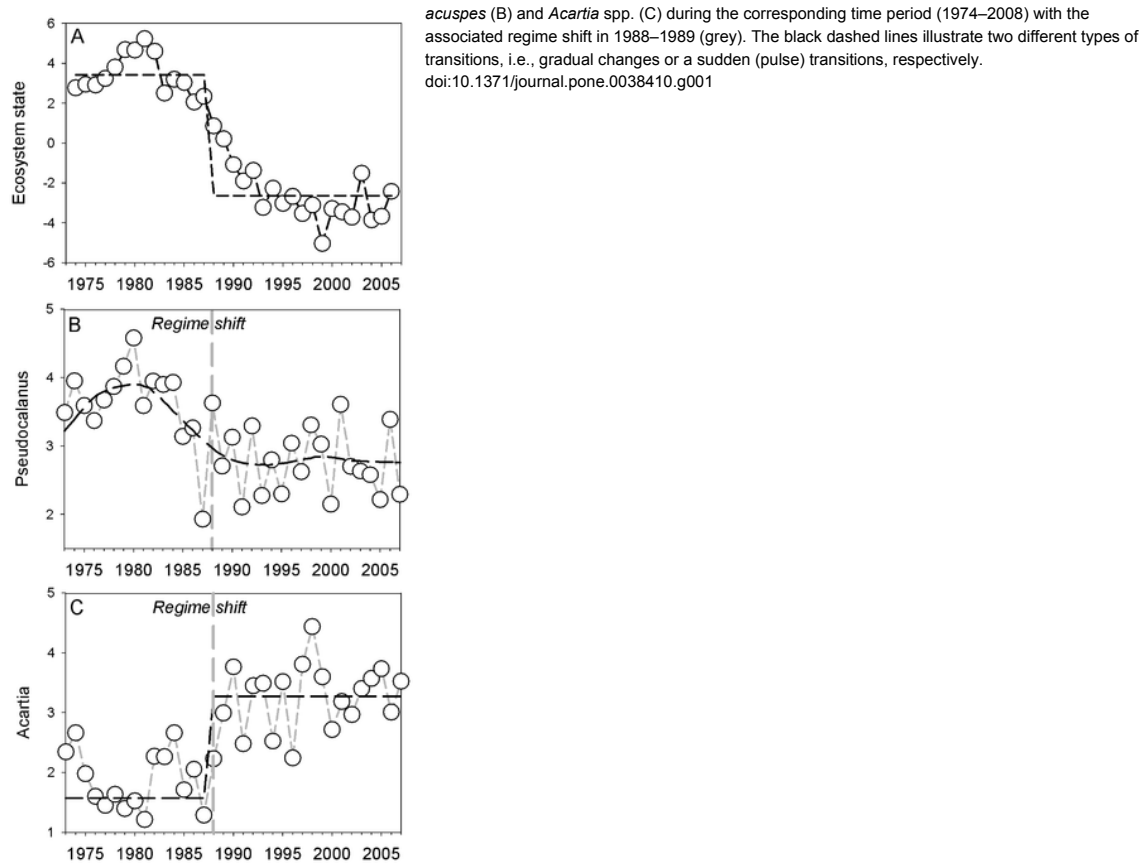 acuspes (B) and Acartia spp. (C) during the corresponding time period (1974–2008) with the
associated regime shift in 1988–1989 (grey). The black dashed lines illustrate two different types of
transitions, i.e., gradual changes or a sudden (pulse) transitions, respectively.
doi:10.1371/journal.pone.0038410.g001
A
6
4
2
0
-2
-4
-6
Ecosystem state
1975 1980 1985 1990 1995 2000 2005
B
Regime shift
5
4
3
2
Pseudocalanus
1975 1980 1985 1990 1995 2000 2005
C
Regime shift
5
4
3
2
1
Acartia
1975 1980 1985 1990 1995 2000 2005